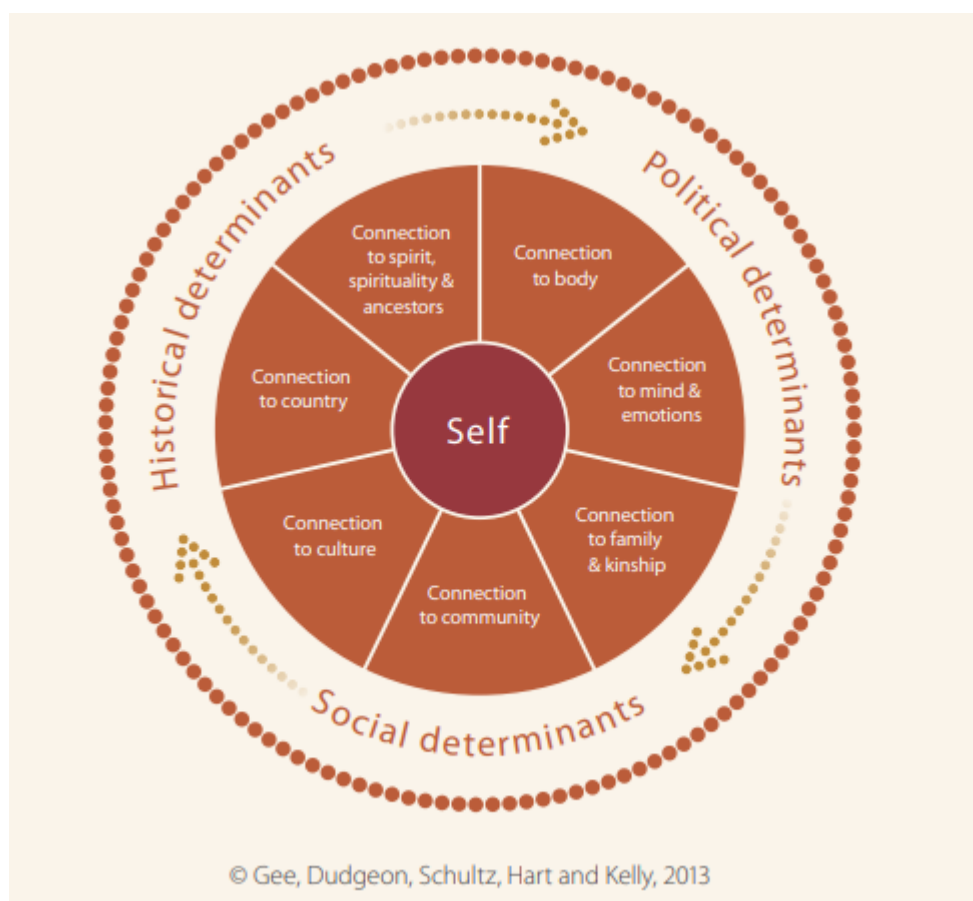 Historical determinants
Political determinants
Social determinants
Connection
to spirit,
spirituality &
ancestors
Connection
to body
Connection
to mind &
emotions
Connection
to family
& kinship
Connection
to community
Connection
to culture
Connection
to country
Self
© Gee, Dudgeon, Schultz, Hart and Kelly, 2013